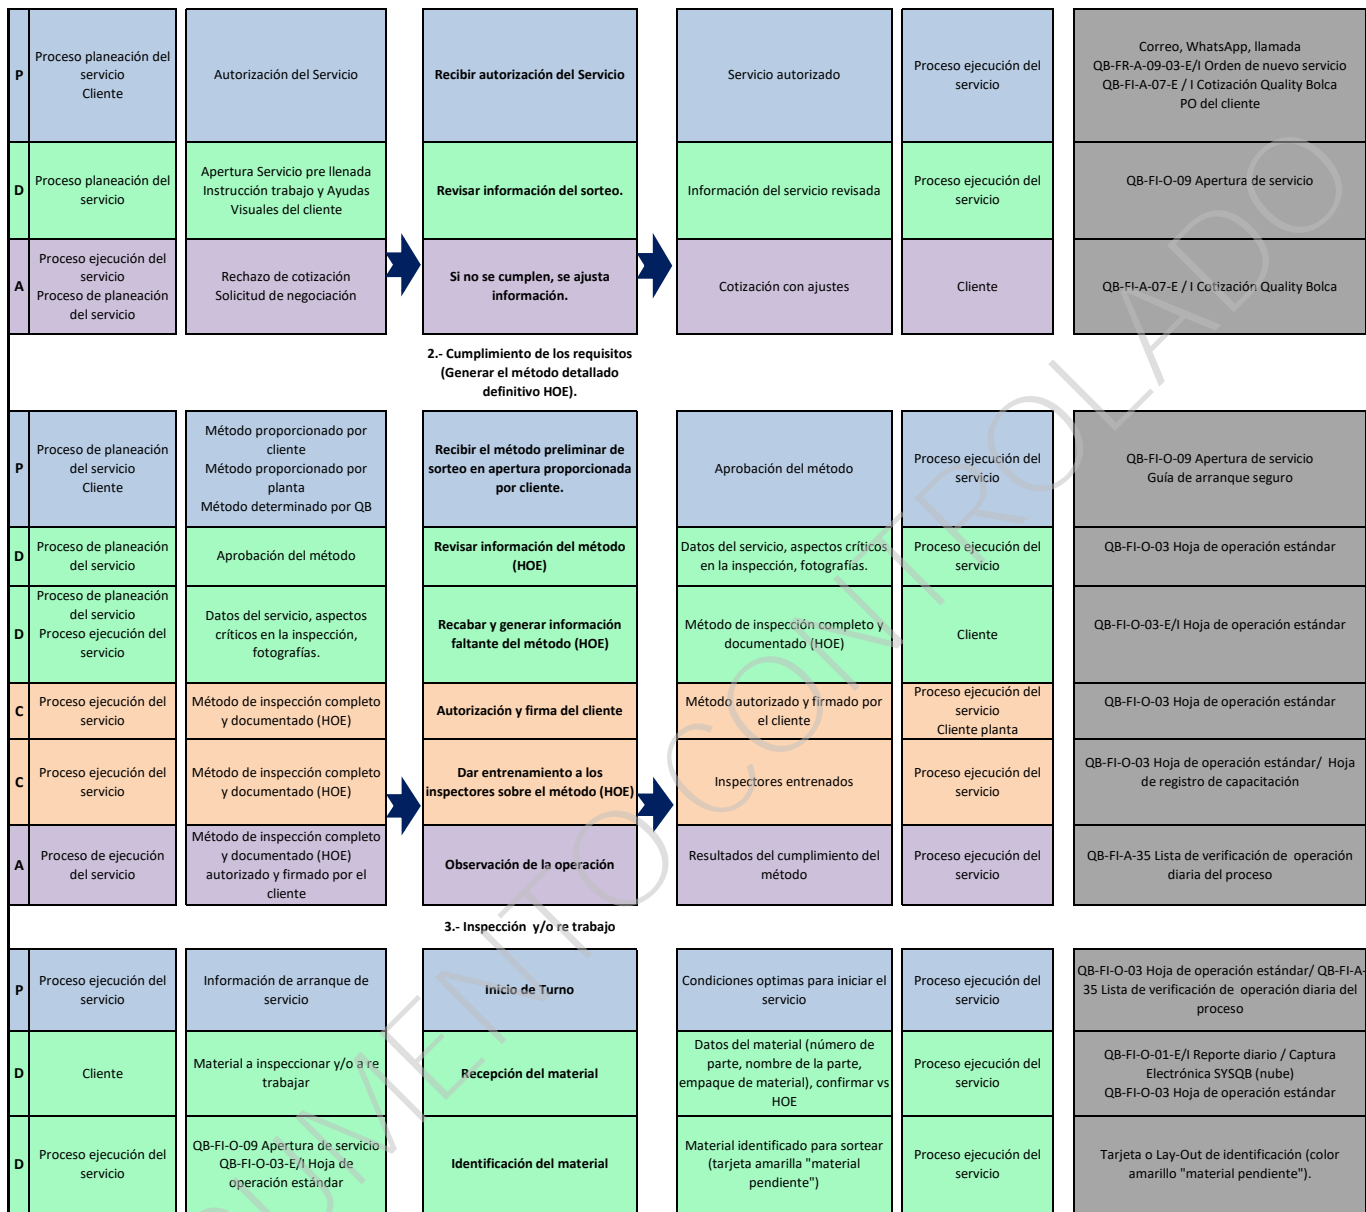 P
Proceso planeación del
servicio
Cliente
Autorización del Servicio
Recibir autorización del Servicio
Servicio autorizado
Proceso ejecución del
servicio
Correo, WhatsApp, llamada
QB-FR-A-09-03-E/I Orden de nuevo servicio
QB-FI-A-07-E / I Cotización Quality Bolca
PO del cliente
D
Proceso planeación del
servicio
Apertura Servicio pre llenada
Instrucción trabajo y Ayudas
Visuales del cliente
Revisar información del sorteo.
Información del servicio revisada
Proceso ejecución del
servicio
QB-FI-O-09 Apertura de servicio
A
Proceso ejecución del
servicio
Proceso de planeación
del servicio
Rechazo de cotización
Solicitud de negociación
Si no se cumplen, se ajusta
información.
Cotización con ajustes
Cliente
QB-FI-A-07-E / I Cotización Quality Bolca
2.- Cumplimiento de los requisitos
(Generar el método detallado
definitivo HOE).
P
Proceso de planeación
del servicio
Cliente
Método proporcionado por
cliente
Método proporcionado por
planta
Método determinado por QB
Recibir el método preliminar de
sorteo en apertura proporcionada
por cliente.
Aprobación del método
Proceso ejecución del
servicio
QB-FI-O-09 Apertura de servicio
Guía de arranque seguro
D
Proceso de planeación
del servicio
Aprobación del método
Revisar información del método
(HOE)
Datos del servicio, aspectos críticos
en la inspección, fotografías.
Proceso ejecución del
servicio
QB-FI-O-03 Hoja de operación estándar
D
Proceso de planeación
del servicio
Proceso ejecución del
servicio
Datos del servicio, aspectos
críticos en la inspección,
fotografías.
Recabar y generar información
faltante del método (HOE)
Método de inspección completo y
documentado (HOE)
Cliente
QB-FI-O-03-E/I Hoja de operación estándar
C
Proceso ejecución del
servicio
Método de inspección completo
y documentado (HOE)
Autorización y firma del cliente
Método autorizado y firmado por
el cliente
Proceso ejecución del
servicio
Cliente planta
QB-FI-O-03 Hoja de operación estándar
C
Proceso ejecución del
servicio
Método de inspección completo
y documentado (HOE)
Dar entrenamiento a los
inspectores sobre el método (HOE)
Inspectores entrenados
Proceso ejecución del
servicio
QB-FI-O-03 Hoja de operación estándar/ Hoja
de registro de capacitación
A
Proceso de ejecución
del servicio
Método de inspección completo
y documentado (HOE)
autorizado y firmado por el
cliente
Observación de la operación
Resultados del cumplimiento del
método
Proceso ejecución del
servicio
QB-FI-A-35 Lista de verificación de operación
diaria del proceso
3.- Inspección y/o re trabajo
P
Proceso ejecución del
servicio
Información de arranque de
servicio
Inicio de Turno
Condiciones optimas para iniciar el
servicio
Proceso ejecución del
servicio
QB-FI-O-03 Hoja de operación estándar/ QB-FI-A-
35 Lista de verificación de operación diaria del
proceso
D
Cliente
Material a inspeccionar y/o a re
trabajar
Recepción del material
Datos del material (número de
parte, nombre de la parte,
empaque de material), confirmar vs
HOE
Proceso ejecución del
servicio
QB-FI-O-01-E/I Reporte diario / Captura
Electrónica SYSQB (nube)
QB-FI-O-03 Hoja de operación estándar
D
Proceso ejecución del
servicio
QB-FI-O-09 Apertura de servicio
QB-FI-O-03-E/I Hoja de
operación estándar
Identificación del material
Material identificado para sortear
(tarjeta amarilla "material
pendiente")
Proceso ejecución del
servicio
Tarjeta o Lay-Out de identificación (color
amarillo "material pendiente").
UMENTO CONTROLADO